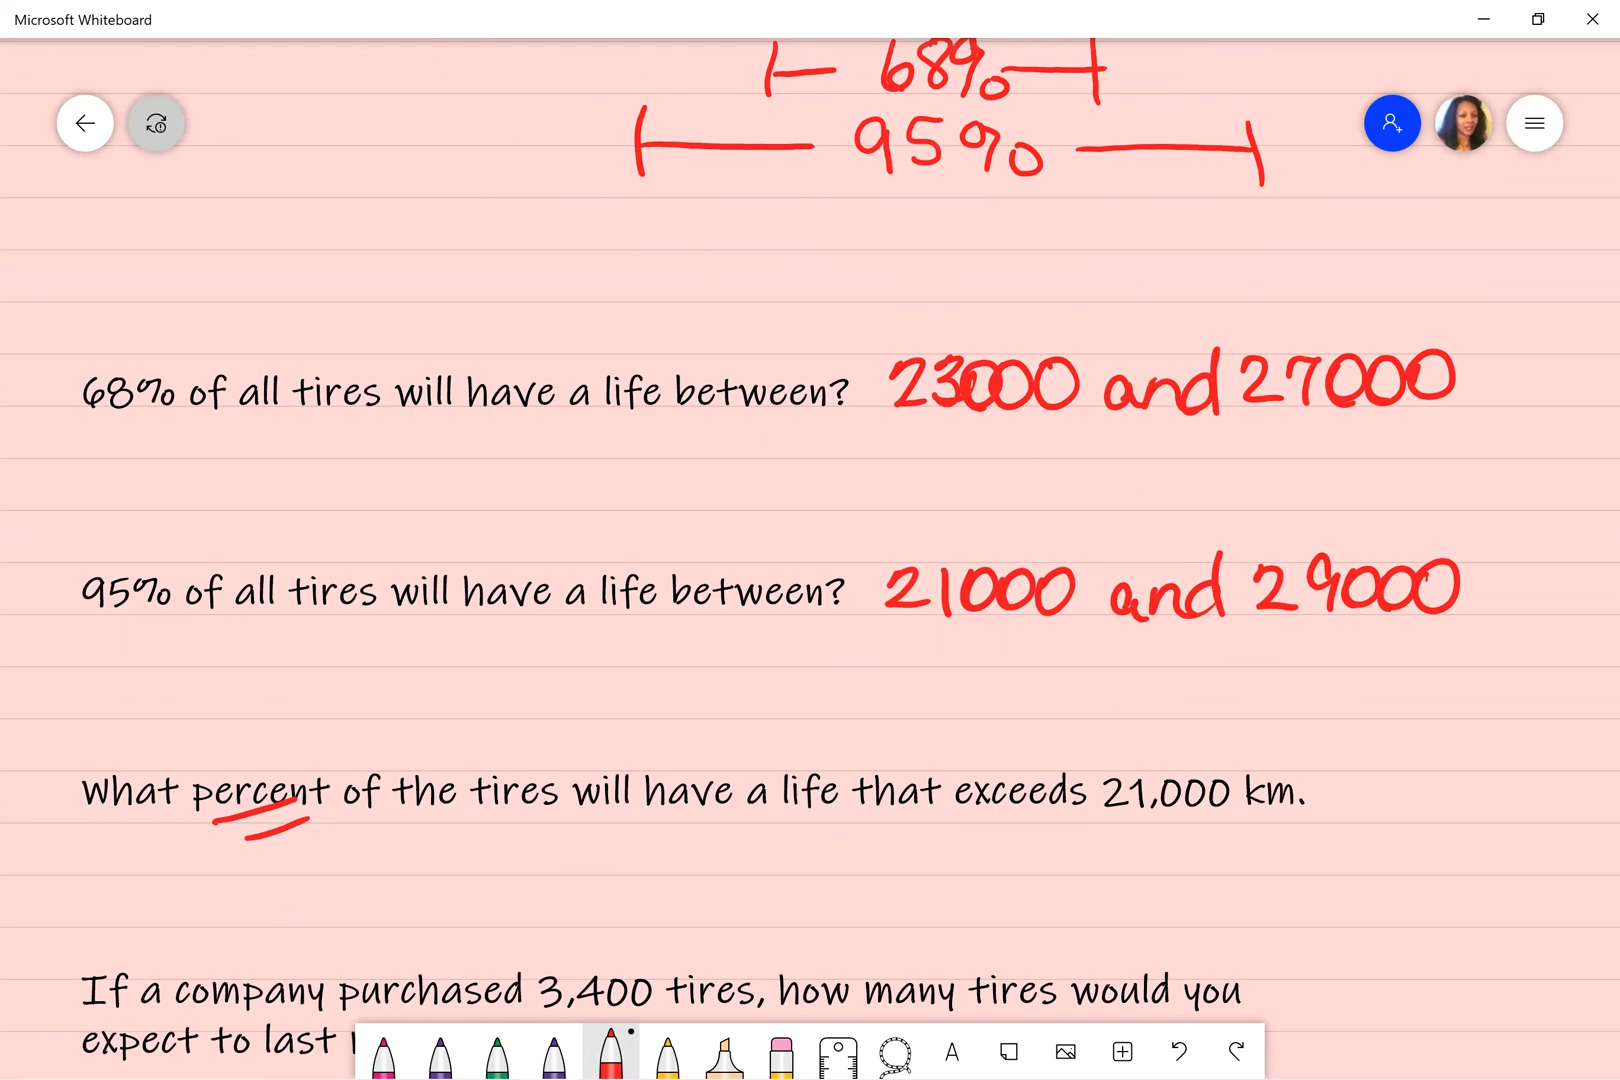 Microsoft Whiteboard
68%
95%
68% of all tires will have a life between? 23000 and 27000
95% of all tires will have a life between? 21000 and 29000
What percent of the tires will have a life that exceeds 21,000 km.
If a company purchased 3,400 tires, how many tires would you
expect to last
A